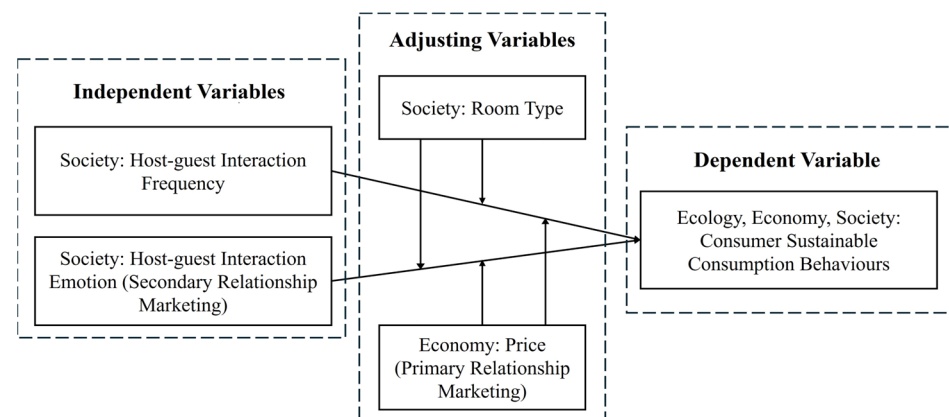 Independent Variables
Society: Host-guest Interaction
Frequency
Society: Host-guest Interaction
Emotion (Secondary Relationship
Marketing)
Adjusting Variables
Society: Room Type
Economy: Price
(Primary Relationship
Marketing)
Dependent Variable
Ecology, Economy, Society:
Consumer Sustainable
Consumption Behaviours